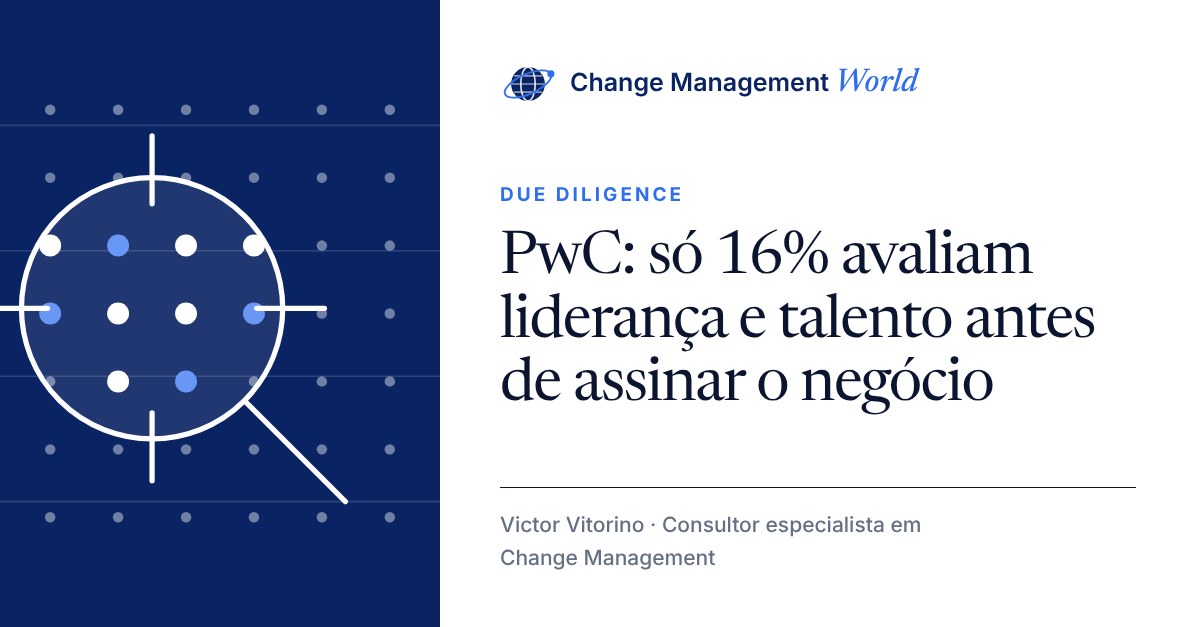 Change Management World
DUE DILIGENCE
PwC: só 16% avaliam
liderança e talento antes
de assinar o negócio
Victor Vitorino · Consultor especialista em
Change Management